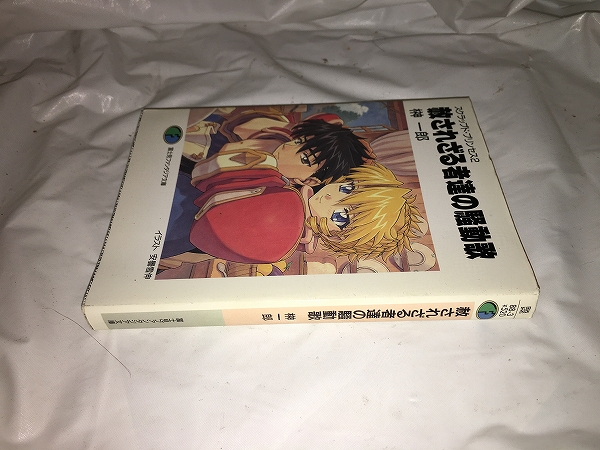 スクラップド・プリンセス2
赦されざる者達の騒動歌
榊 一郎
富士見ファンタジア文庫
イラスト 安曇雪伸
赦されざる者達の騒動歌
榊 一郎
富士見ファンタジア文庫